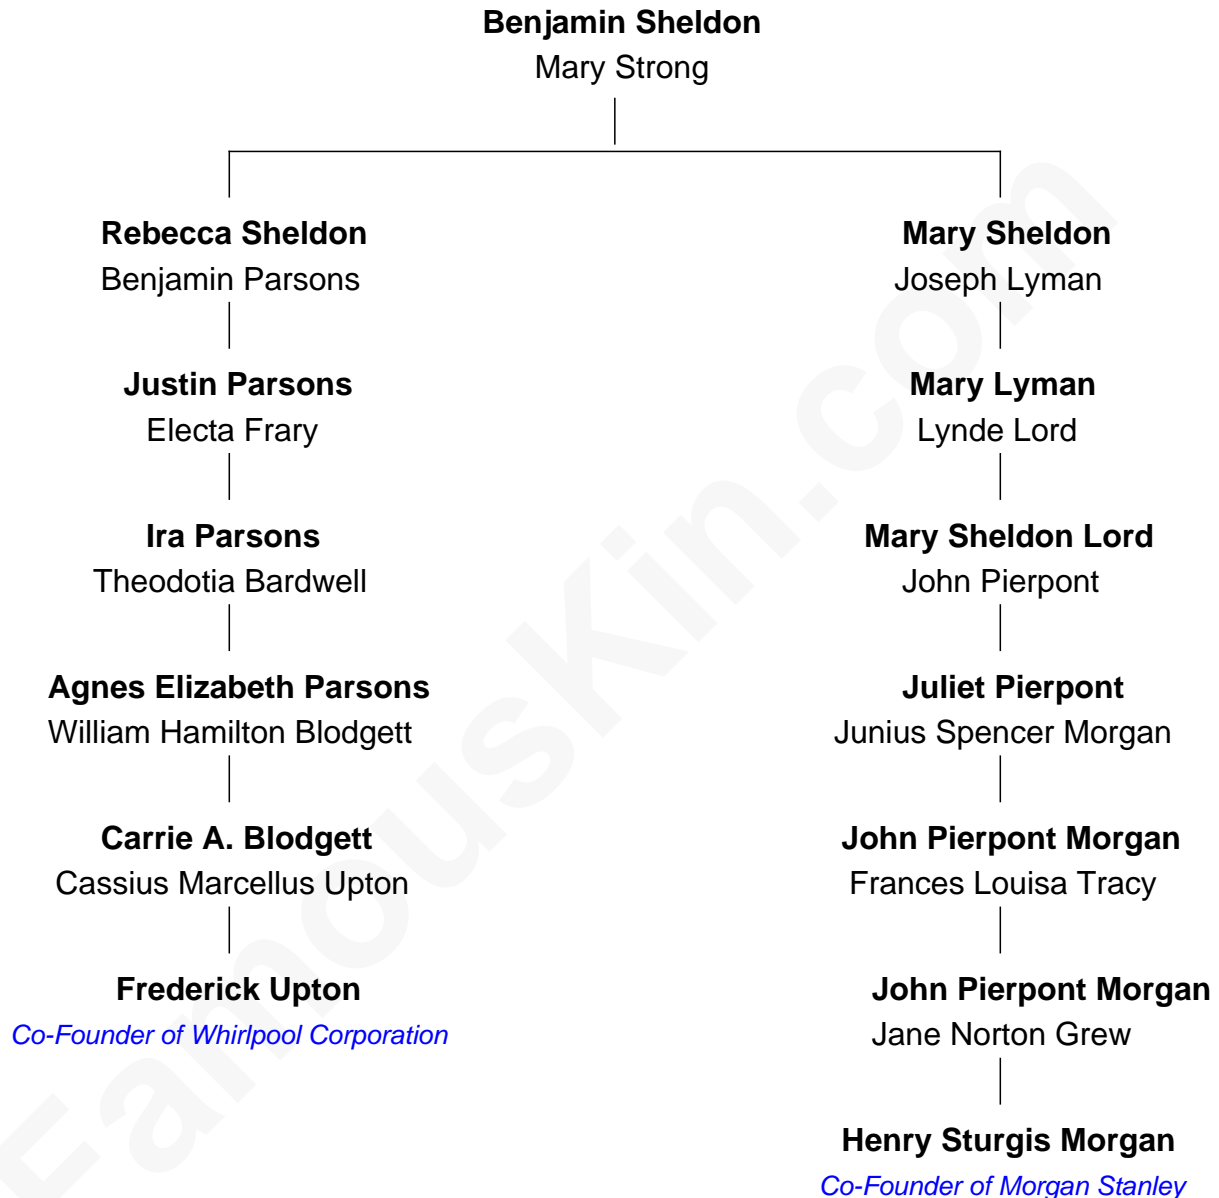 Benjamin Sheldon
Mary Strong
Rebecca Sheldon
Benjamin Parsons
Mary Sheldon
Joseph Lyman
Justin Parsons
Electa Frary
Mary Lyman
Lynde Lord
Ira Parsons
Theodotia Bardwell
Mary Sheldon Lord
John Pierpont
Agnes Elizabeth Parsons
William Hamilton Blodgett
Juliet Pierpont
Junius Spencer Morgan
Carrie A. Blodgett
Cassius Marcellus Upton
John Pierpont Morgan
Frances Louisa Tracy
Frederick Upton
Co-Founder of Whirlpool Corporation
John Pierpont Morgan
Jane Norton Grew
Henry Sturgis Morgan
Co-Founder of Morgan Stanley
FamousKin.com